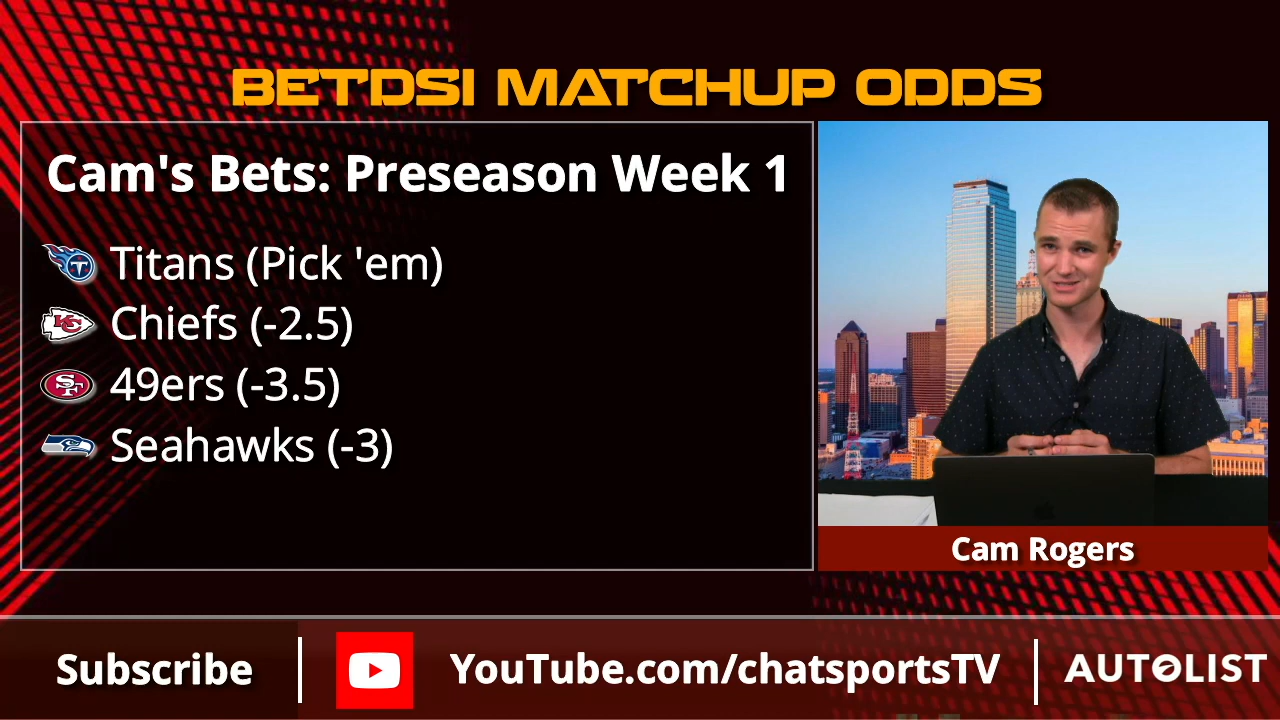 BETDSI MATCHUP ODDS
Cam's Bets: Preseason Week 1
Titans (Pick 'em)
Chiefs (-2.5)
49ers (-3.5)
Seahawks (-3)
Cam Rogers
Subscribe
YouTube.com/chatsportsTV
AUTOLIST